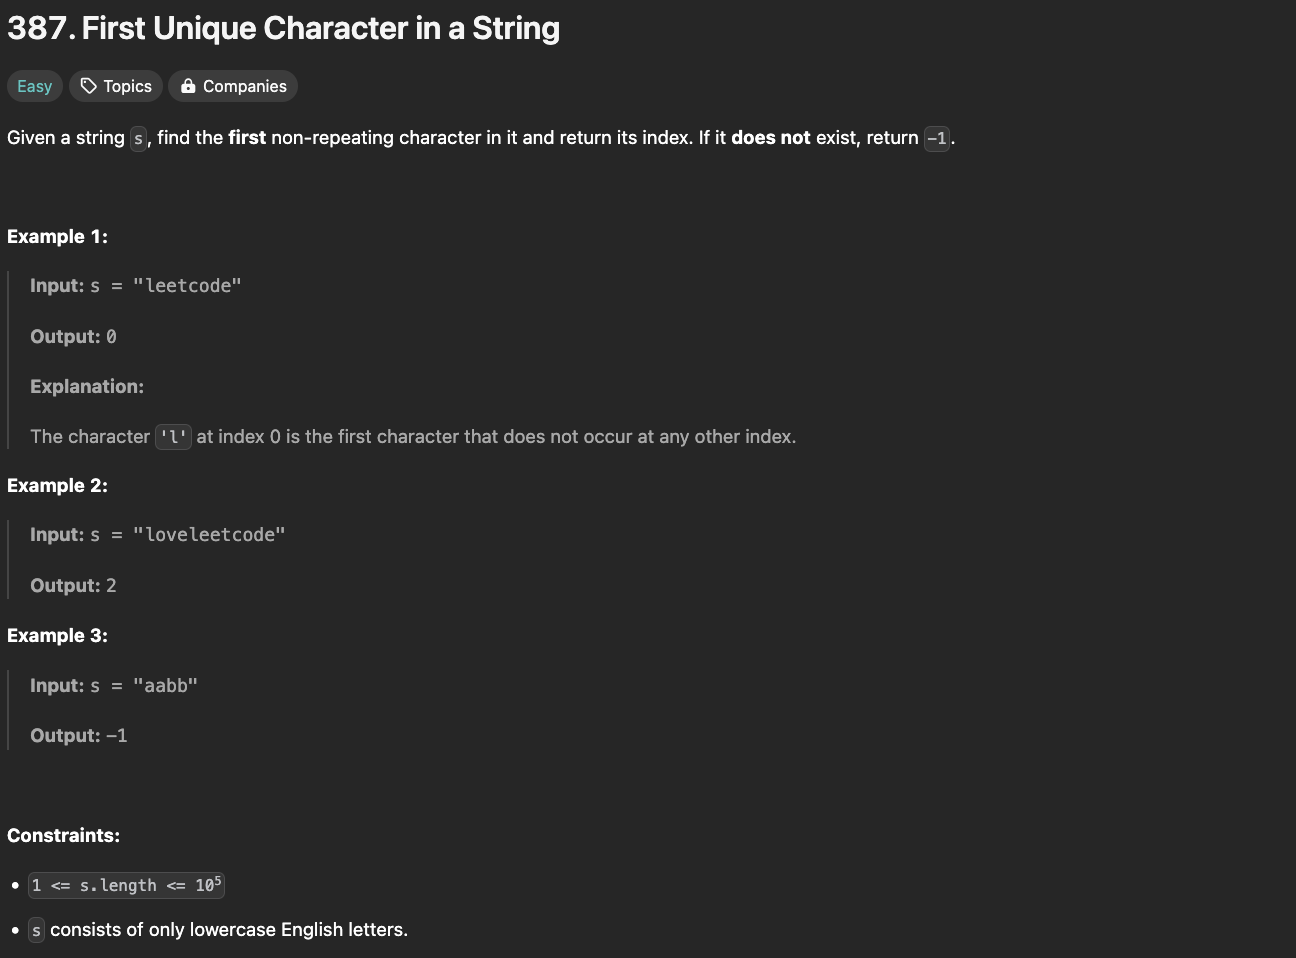 387. First Unique Character in a String
Easy Topics Companies
Given a string s, find the first non-repeating character in it and return its index. If it does not exist, return -1.
Example 1:
Input: s = "leetcode"
Output: 0
Explanation:
The character 'l' at index 0 is the first character that does not occur at any other index.
Example 2:
Input: s = "loveleetcode"
Output: 2
Example 3:
Input: s = "aabb"
Output: -1
Constraints:
• 1 <= s.length <= 10⁵
• s consists of only lowercase English letters.